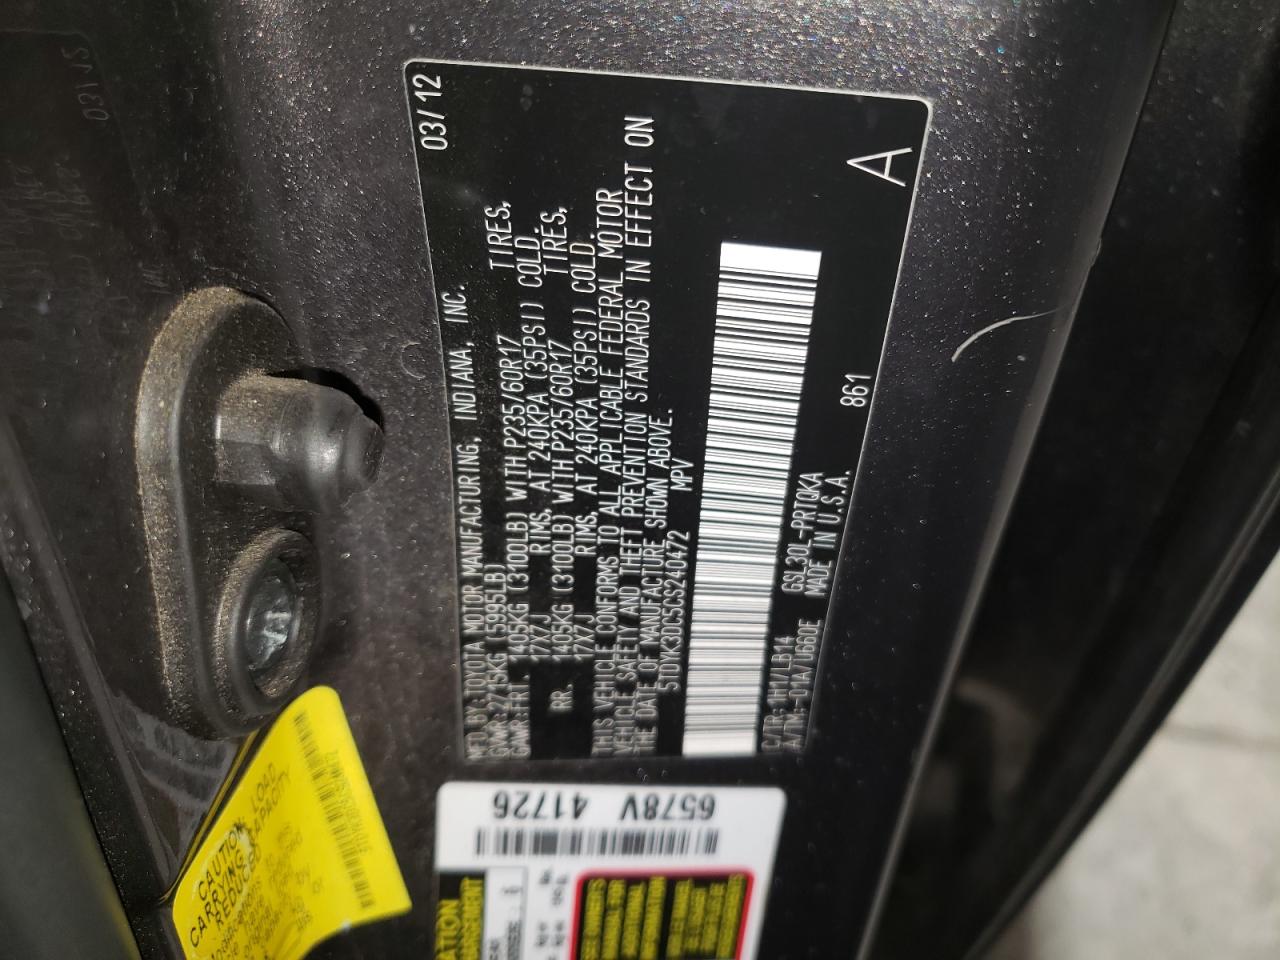 MFD.BY:TOYOTA MOTOR MANUFACTURING, INDIANA, INC. 03/12
GVWR:2715KG (5995LB)
GAWR:FRT. 1405KG (3100LB) WITH P235/60R17 TIRES,
17X7J RIMS, AT 240KPA (35PSI) COLD.
RR. 1405KG (3100LB) WITH P235/60R17 TIRES,
17X7J RIMS, AT 240KPA (35PSI) COLD.
THIS VEHICLE CONFORMS TO ALL APPLICABLE FEDERAL MOTOR
VEHICLE SAFETY AND THEFT PREVENTION STANDARDS IN EFFECT ON
THE DATE OF MANUFACTURE SHOWN ABOVE.
5TDYK3DC5CS240472 MPV
C/TR:1H1/LB14 GSL30L-PRTQKA 861 A
A/TM:-01A/U660E MADE IN U.S.A.
6578V 41726
CAUTION: LOAD
CARRYING CAPACITY
REDUCED